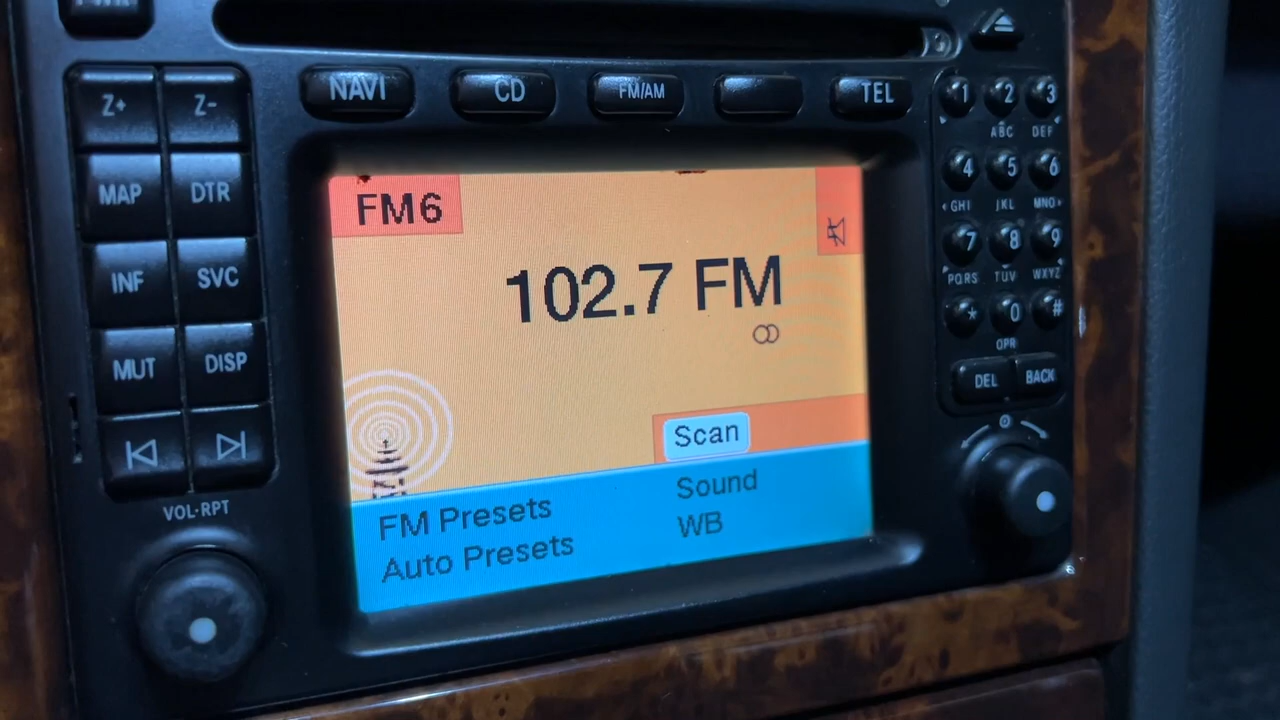 NAVI CD FM/AM TEL
Z+ Z-
MAP DTR
INF SVC
MUT DISP
VOL·RPT
FM6
102.7 FM
Scan
FM Presets Sound
Auto Presets WB
1 2 3
ABC DEF
4 5 6
GHI JKL MNO
7 8 9
PQRS TUV WXYZ
* 0 #
OPR
DEL BACK